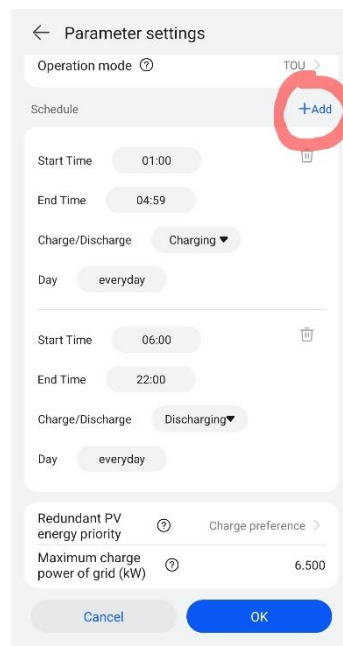 Parameter settings
Operation mode TOU
Schedule +Add
Start Time 01:00
End Time 04:59
Charge/Discharge Charging
Day everyday
Start Time 06:00
End Time 22:00
Charge/Discharge Discharging
Day everyday
Redundant PV
energy priority Charge preference
Maximum charge
power of grid (kW) 6.500
Cancel OK